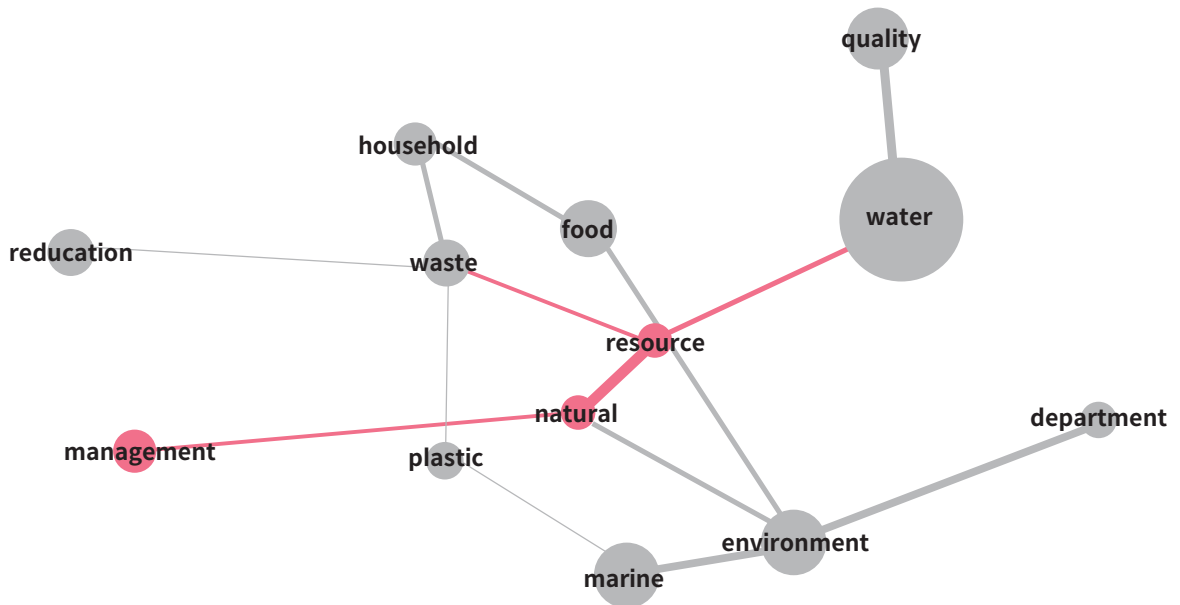 quality
household
water
food
reducation
waste
resource
natural
department
management
plastic
environment
marine